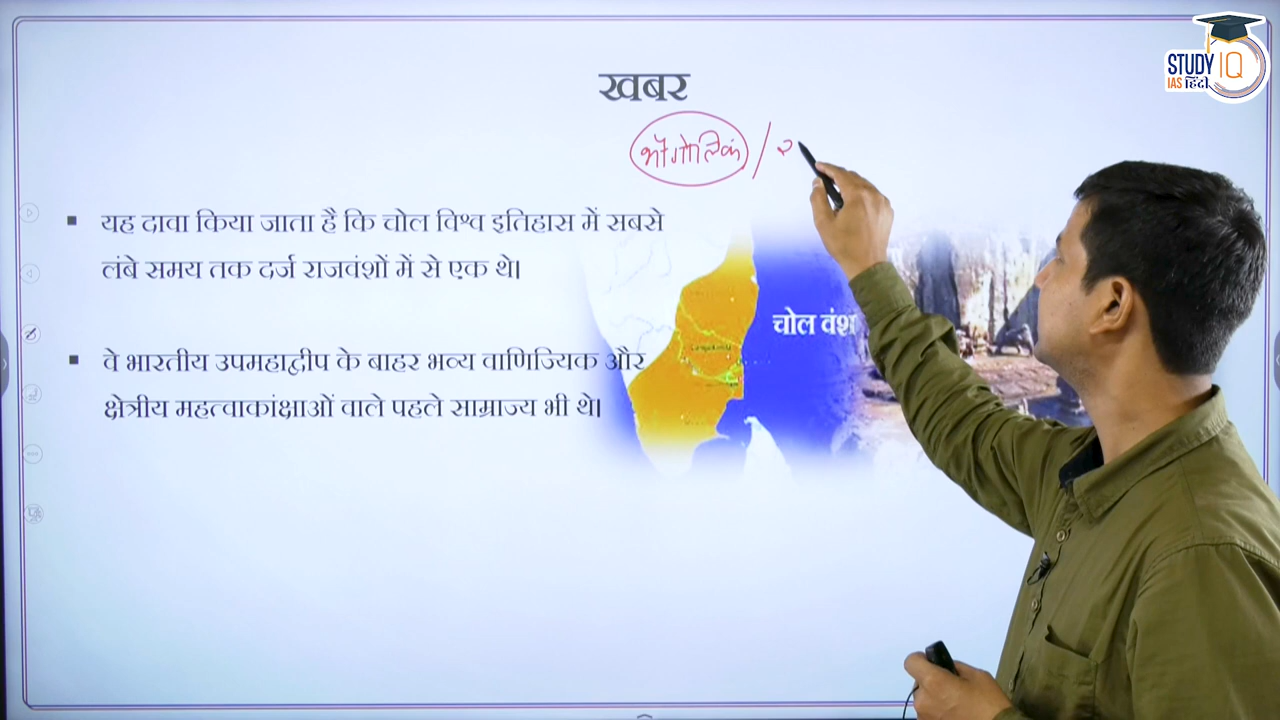 STUDY IQ
IAS हिंदी
खबर
भौगोलिक /
यह दावा किया जाता है कि चोल विश्व इतिहास में सबसे
लंबे समय तक दर्ज राजवंशों में से एक थे।
चोल वंश
वे भारतीय उपमहाद्वीप के बाहर भव्य वाणिज्यिक और
क्षेत्रीय महत्वाकांक्षाओं वाले पहले साम्राज्य भी थे।